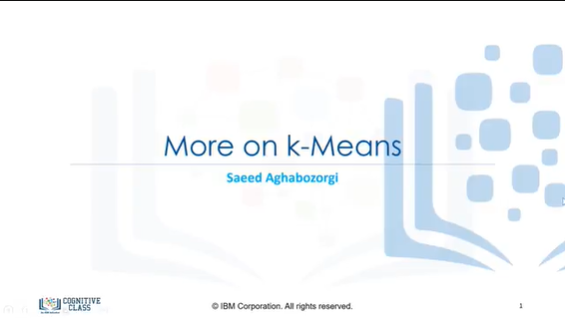 More on k-Means
Saeed Aghabozorgi
COGNITIVE
CLASS
© IBM Corporation. All rights reserved.
1